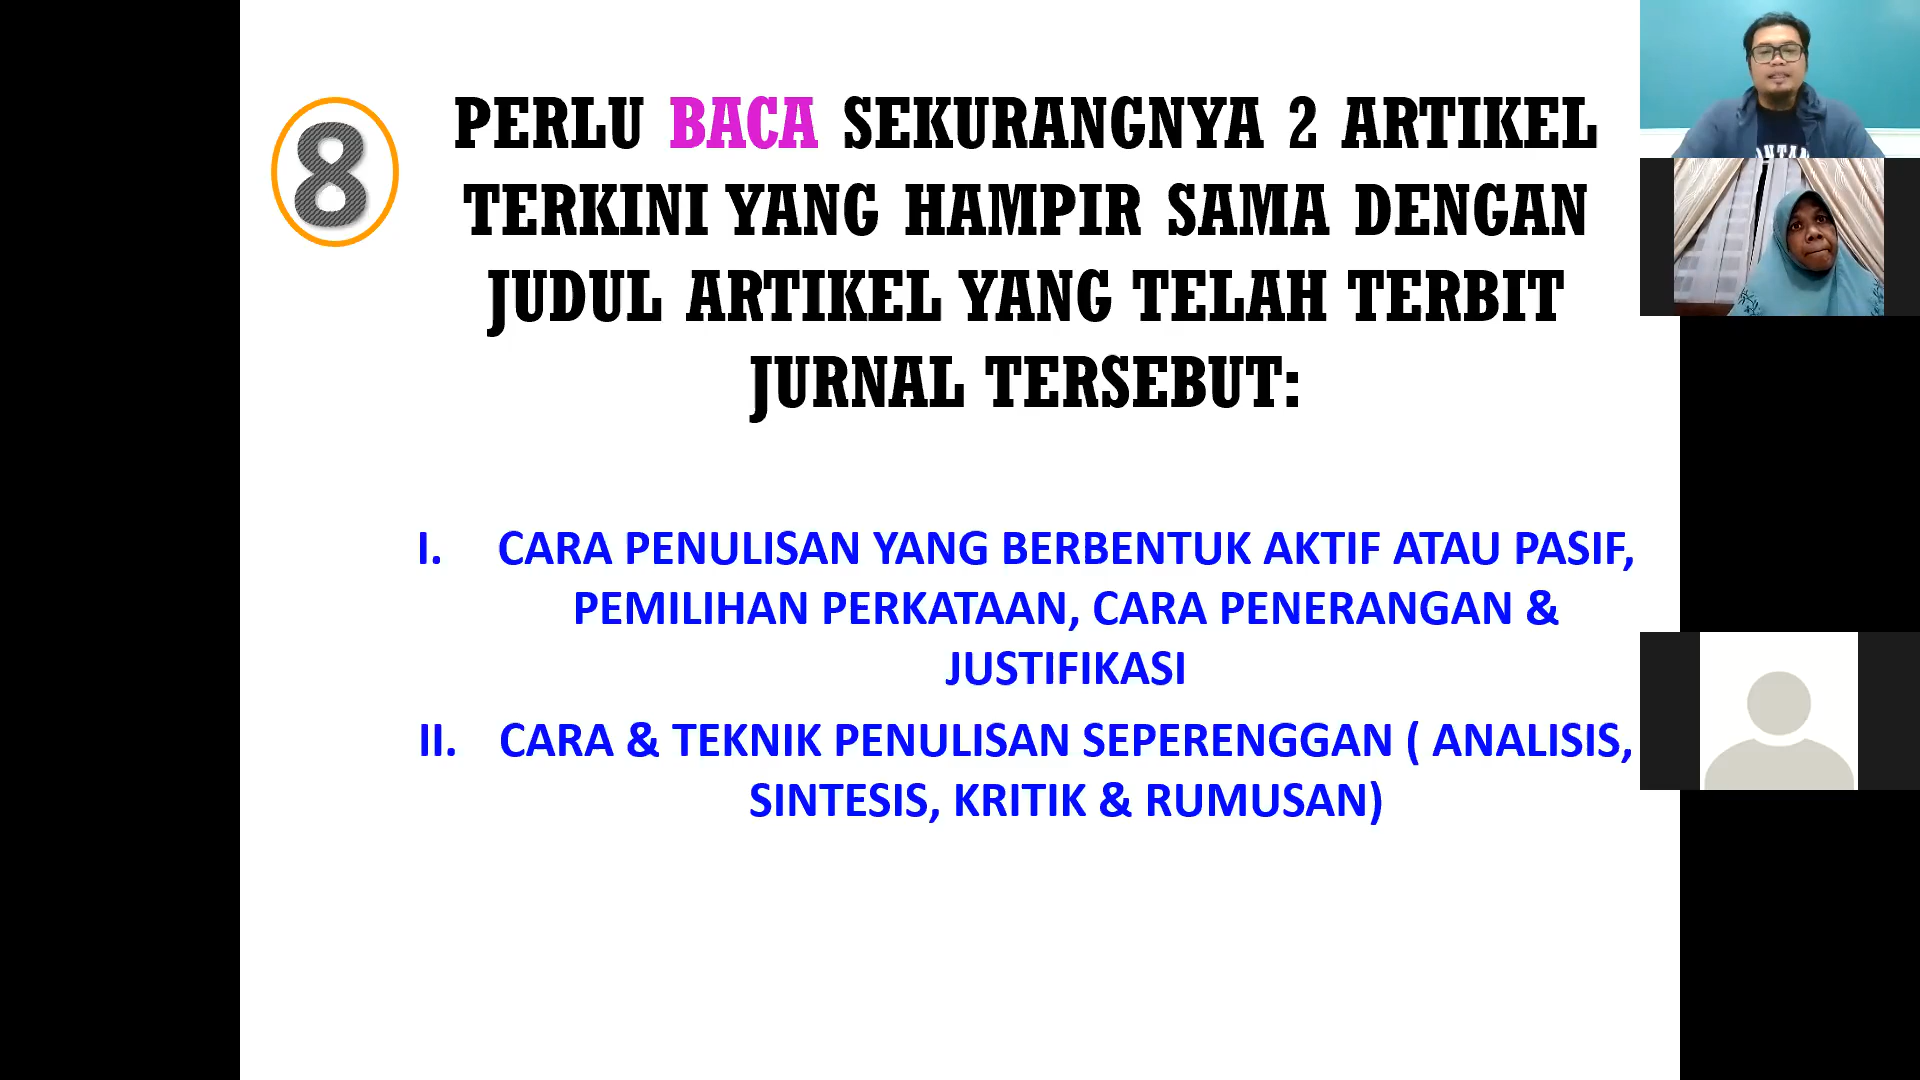 8
PERLU BACA SEKURANGNYA 2 ARTIKEL
TERKINI YANG HAMPIR SAMA DENGAN
JUDUL ARTIKEL YANG TELAH TERBIT
JURNAL TERSEBUT:
I. CARA PENULISAN YANG BERBENTUK AKTIF ATAU PASIF,
PEMILIHAN PERKATAAN, CARA PENERANGAN &
JUSTIFIKASI
II. CARA & TEKNIK PENULISAN SEPERENGGAN ( ANALISIS,
SINTESIS, KRITIK & RUMUSAN)